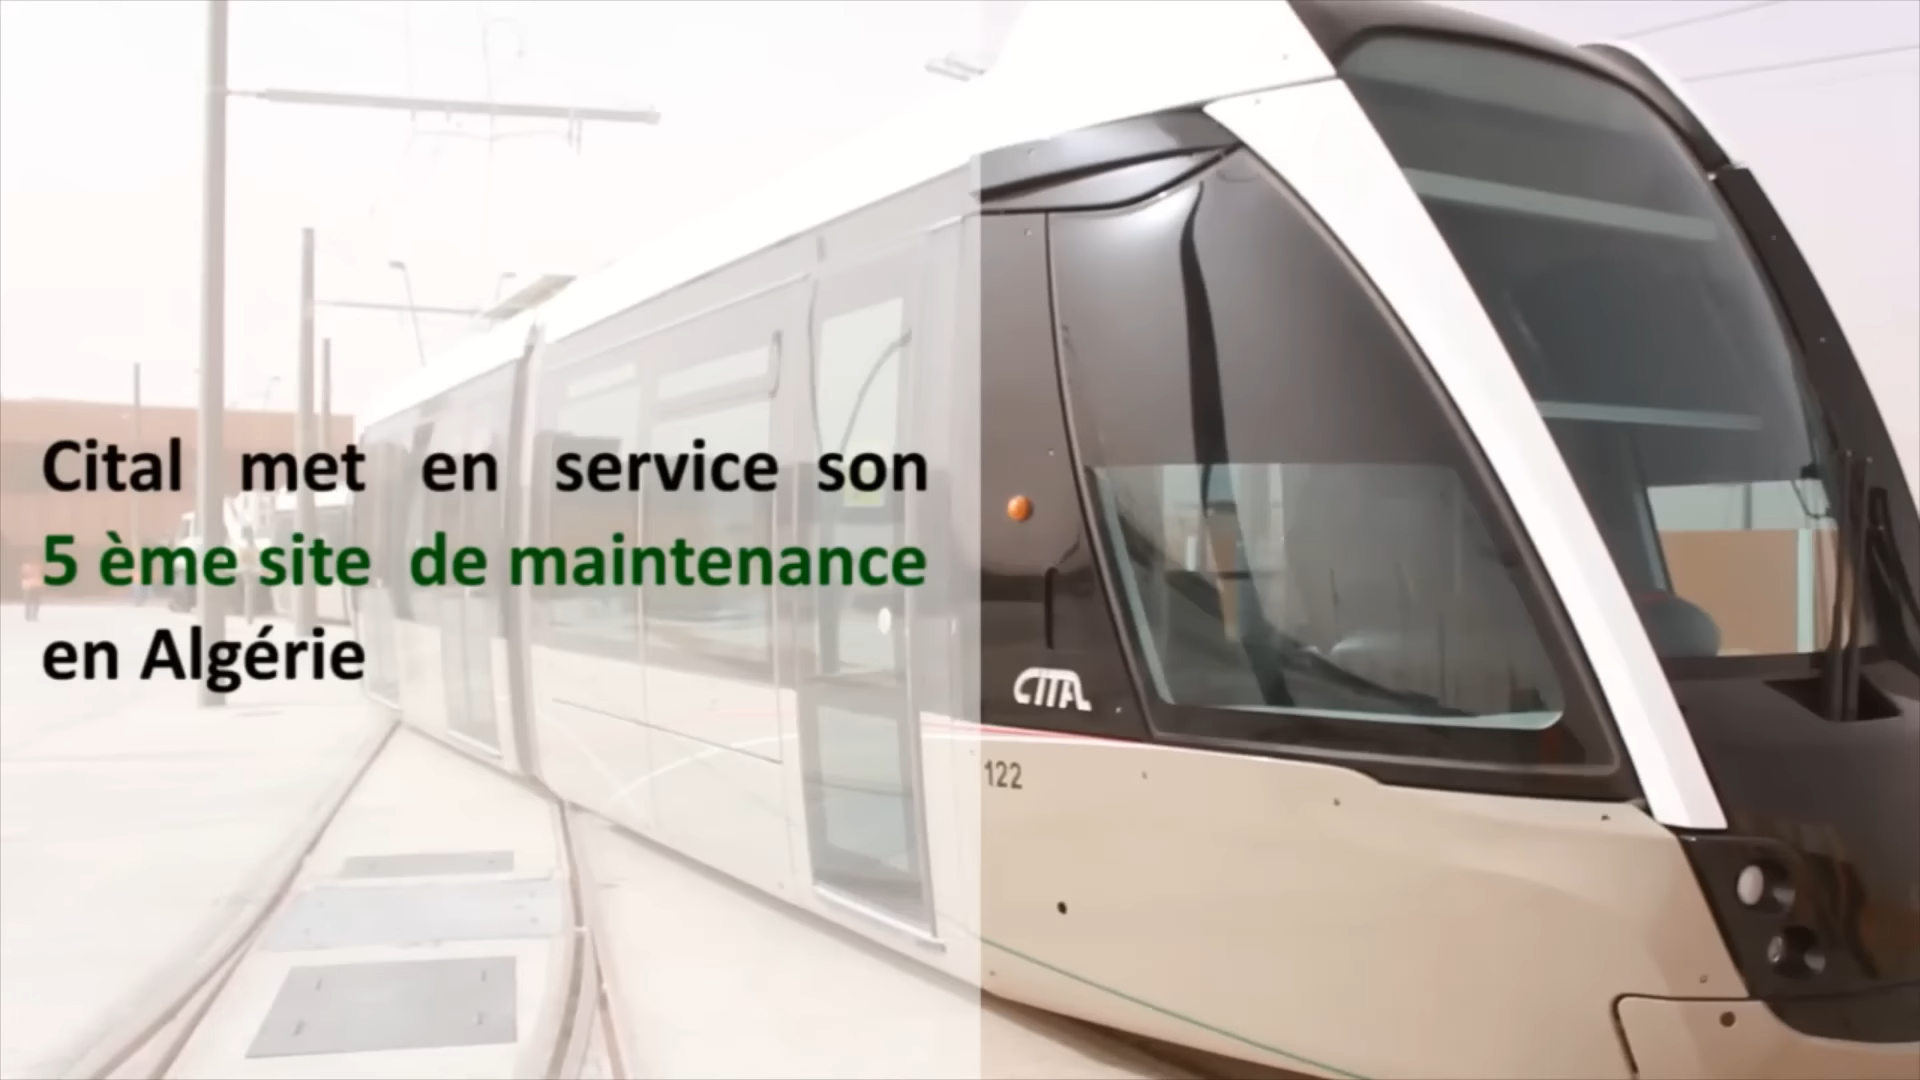 Cital met en service son
5 ème site de maintenance
en Algérie
CITAL
122